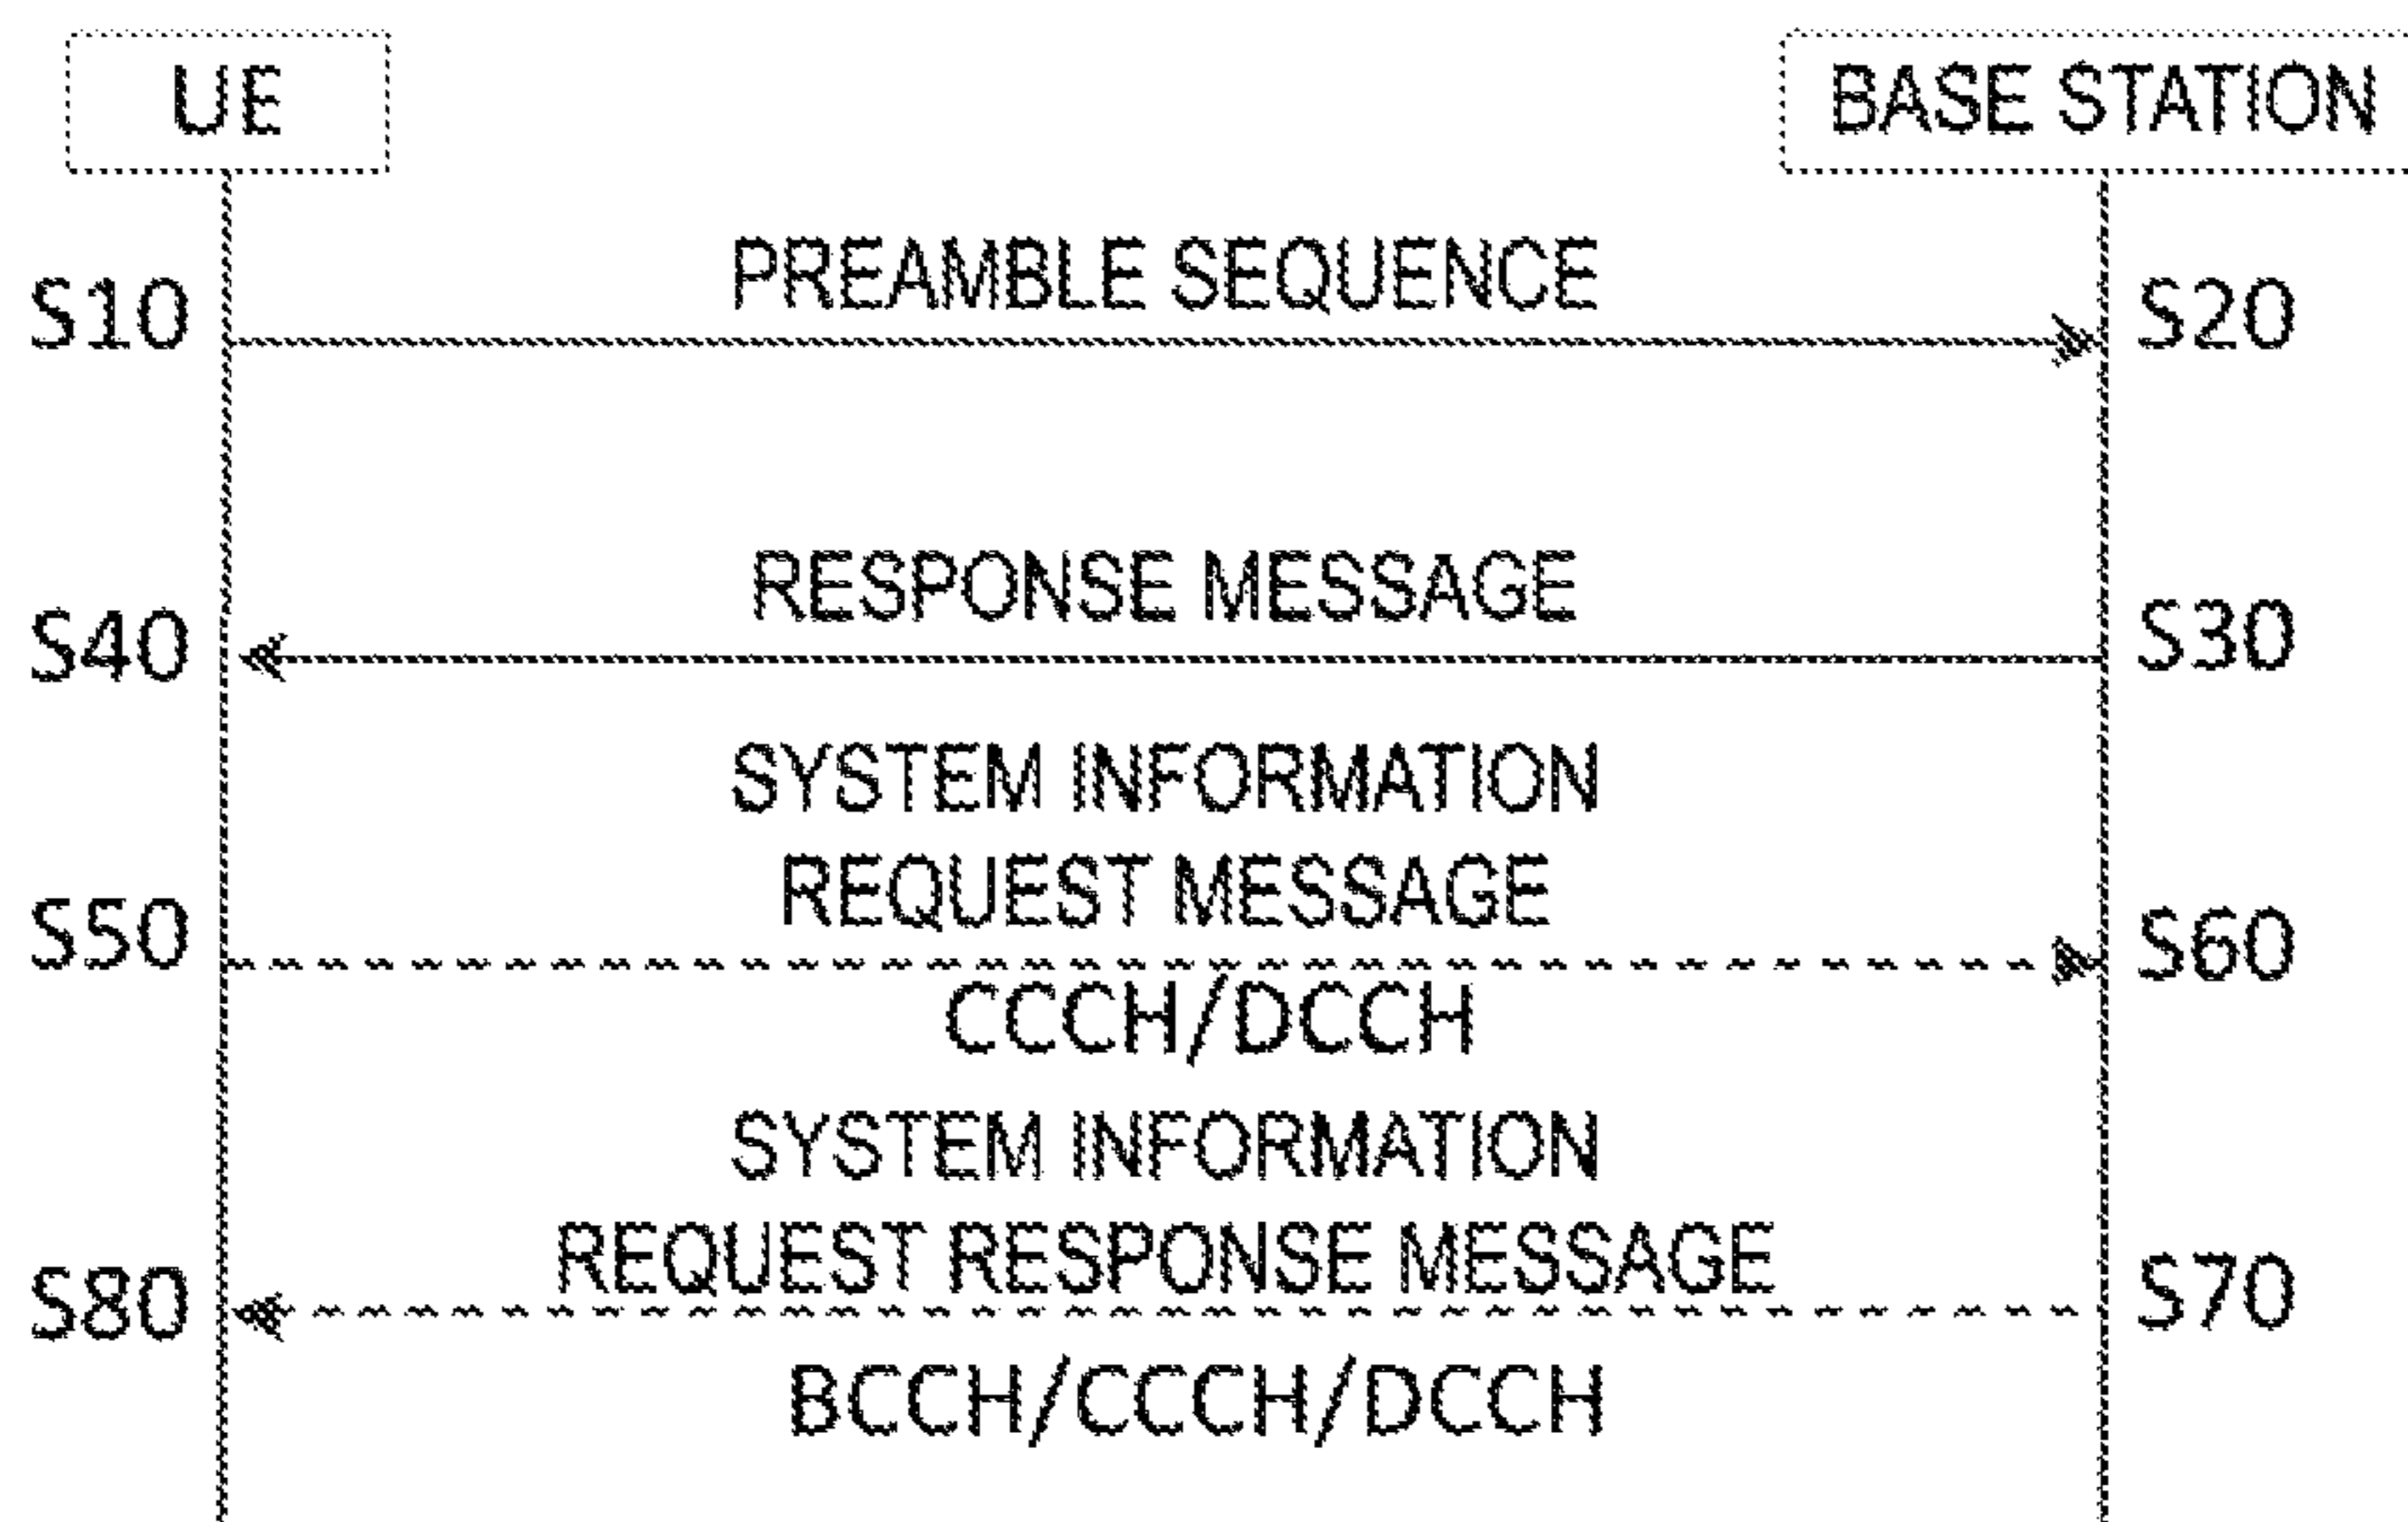 UE
BASE STATION
PREAMBLE SEQUENCE
S10
S20
RESPONSE MESSAGE
S40
S30
SYSTEM INFORMATION
REQUEST MESSAGE
S50
S60
CCCH/DCCH
SYSTEM INFORMATION
REQUEST RESPONSE MESSAGE
S80
S70
BCCH/CCCH/DCCH